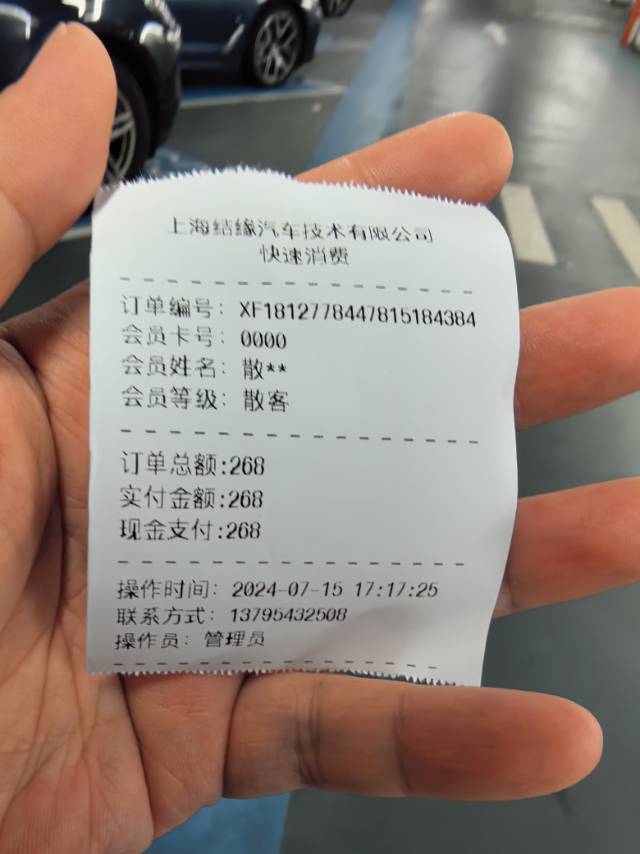 上海结缘汽车技术有限公司
快速消费
订单编号: XF1812778447815184384
会员卡号: 0000
会员姓名: 散**
会员等级: 散客
订单总额:268
实付金额:268
现金支付:268
操作时间: 2024-07-15 17:17:25
联系方式: 13795432508
操作员: 管理员